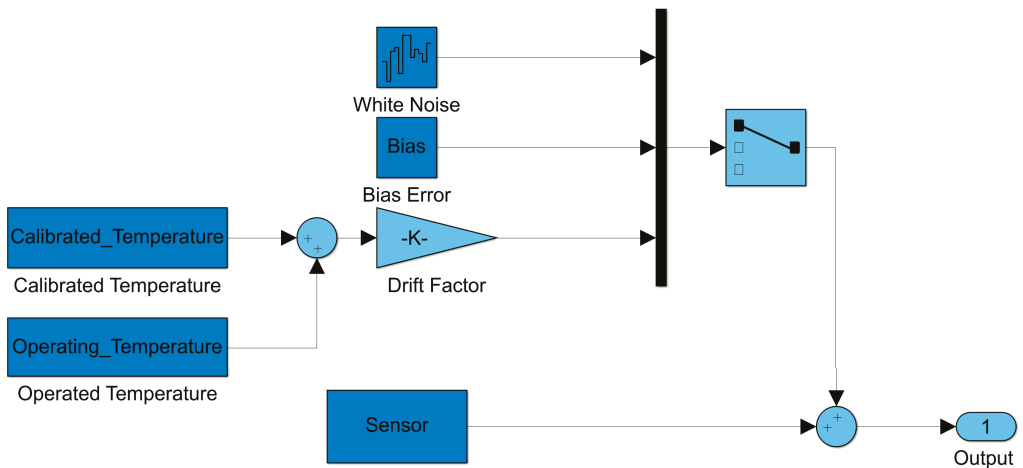 White Noise
Bias
Bias Error
Calibrated_Temperature
+
+
-K-
Calibrated Temperature
Drift Factor
Operating_Temperature
Operated Temperature
Sensor
+
+
1
Output